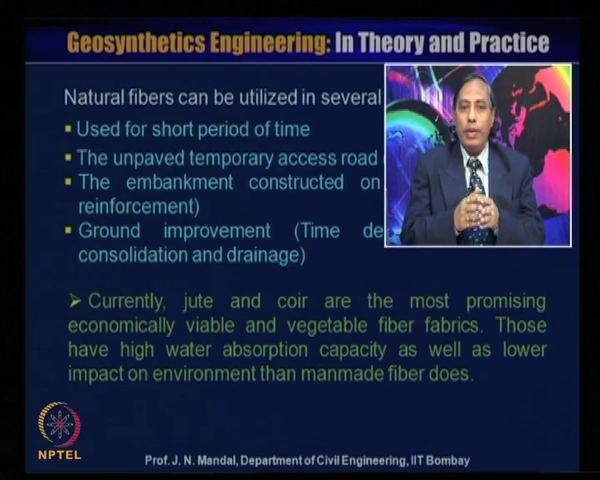 Geosynthetics Engineering: In Theory and Practice
Natural fibers can be utilized in several
▪ Used for short period of time
▪ The unpaved temporary access road
▪ The embankment constructed on
reinforcement)
▪ Ground improvement (Time de
consolidation and drainage)
➢ Currently, jute and coir are the most promising
economically viable and vegetable fiber fabrics. Those
have high water absorption capacity as well as lower
impact on environment than manmade fiber does.
NPTEL
Prof. J. N. Mandal, Department of Civil Engineering, IIT Bombay